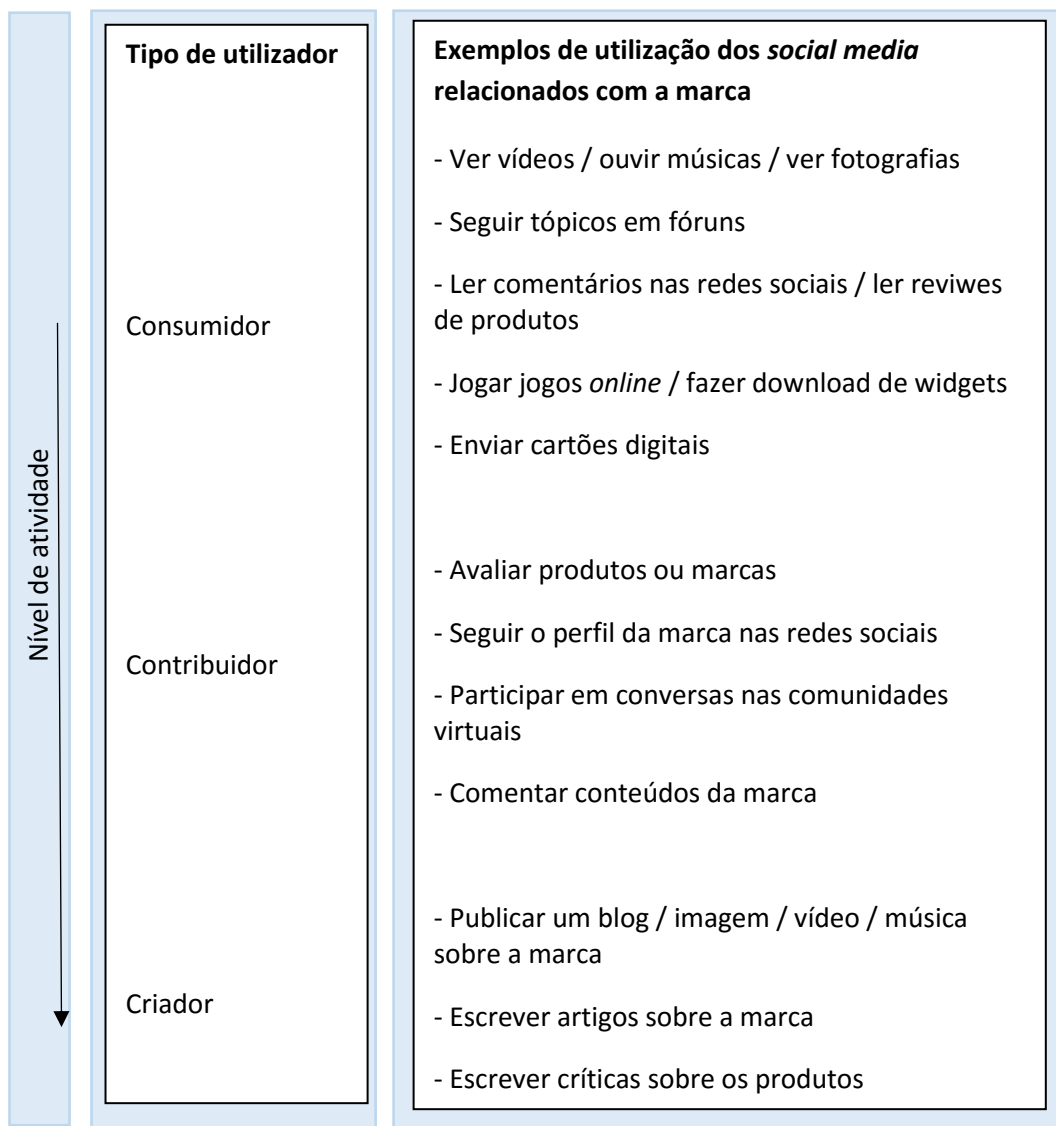 Nível de atividade
Tipo de utilizador
Consumidor
Contribuidor
Criador
Exemplos de utilização dos social media
relacionados com a marca
- Ver vídeos / ouvir músicas / ver fotografias
- Seguir tópicos em fóruns
- Ler comentários nas redes sociais / ler reviwes
de produtos
- Jogar jogos online / fazer download de widgets
- Enviar cartões digitais
- Avaliar produtos ou marcas
- Seguir o perfil da marca nas redes sociais
- Participar em conversas nas comunidades
virtuais
- Comentar conteúdos da marca
- Publicar um blog / imagem / vídeo / música
sobre a marca
- Escrever artigos sobre a marca
- Escrever críticas sobre os produtos